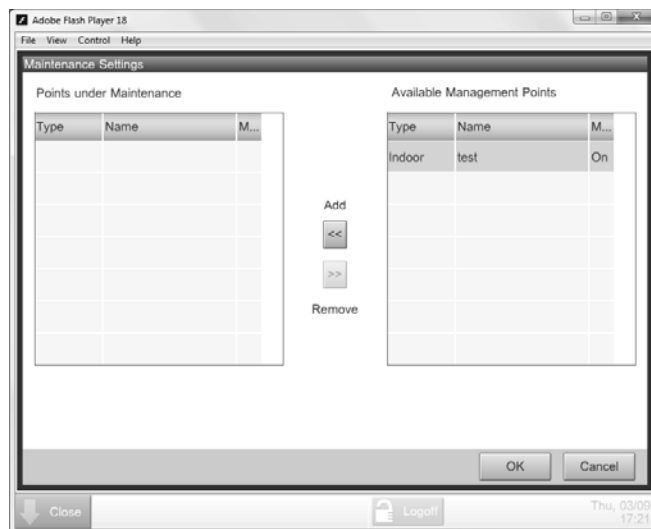 Adobe Flash Player 18
File View Control Help
Maintenance Settings
Points under Maintenance
Available Management Points
Type Name M...
Type Name M...
Indoor test On
Add
<<
>>
Remove
OK Cancel
Close Logoff Thu, 03/09
17:21